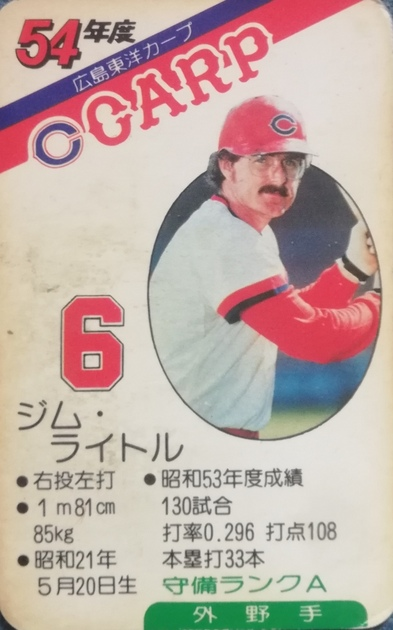 54年度
広島東洋カープ
C CARP
C
6
ジム・
ライトル
●右投左打
●1m81cm
85kg
●昭和21年
5月20日生
●昭和53年度成績
130試合
打率0.296 打点108
本塁打33本
守備ランクA
外野手